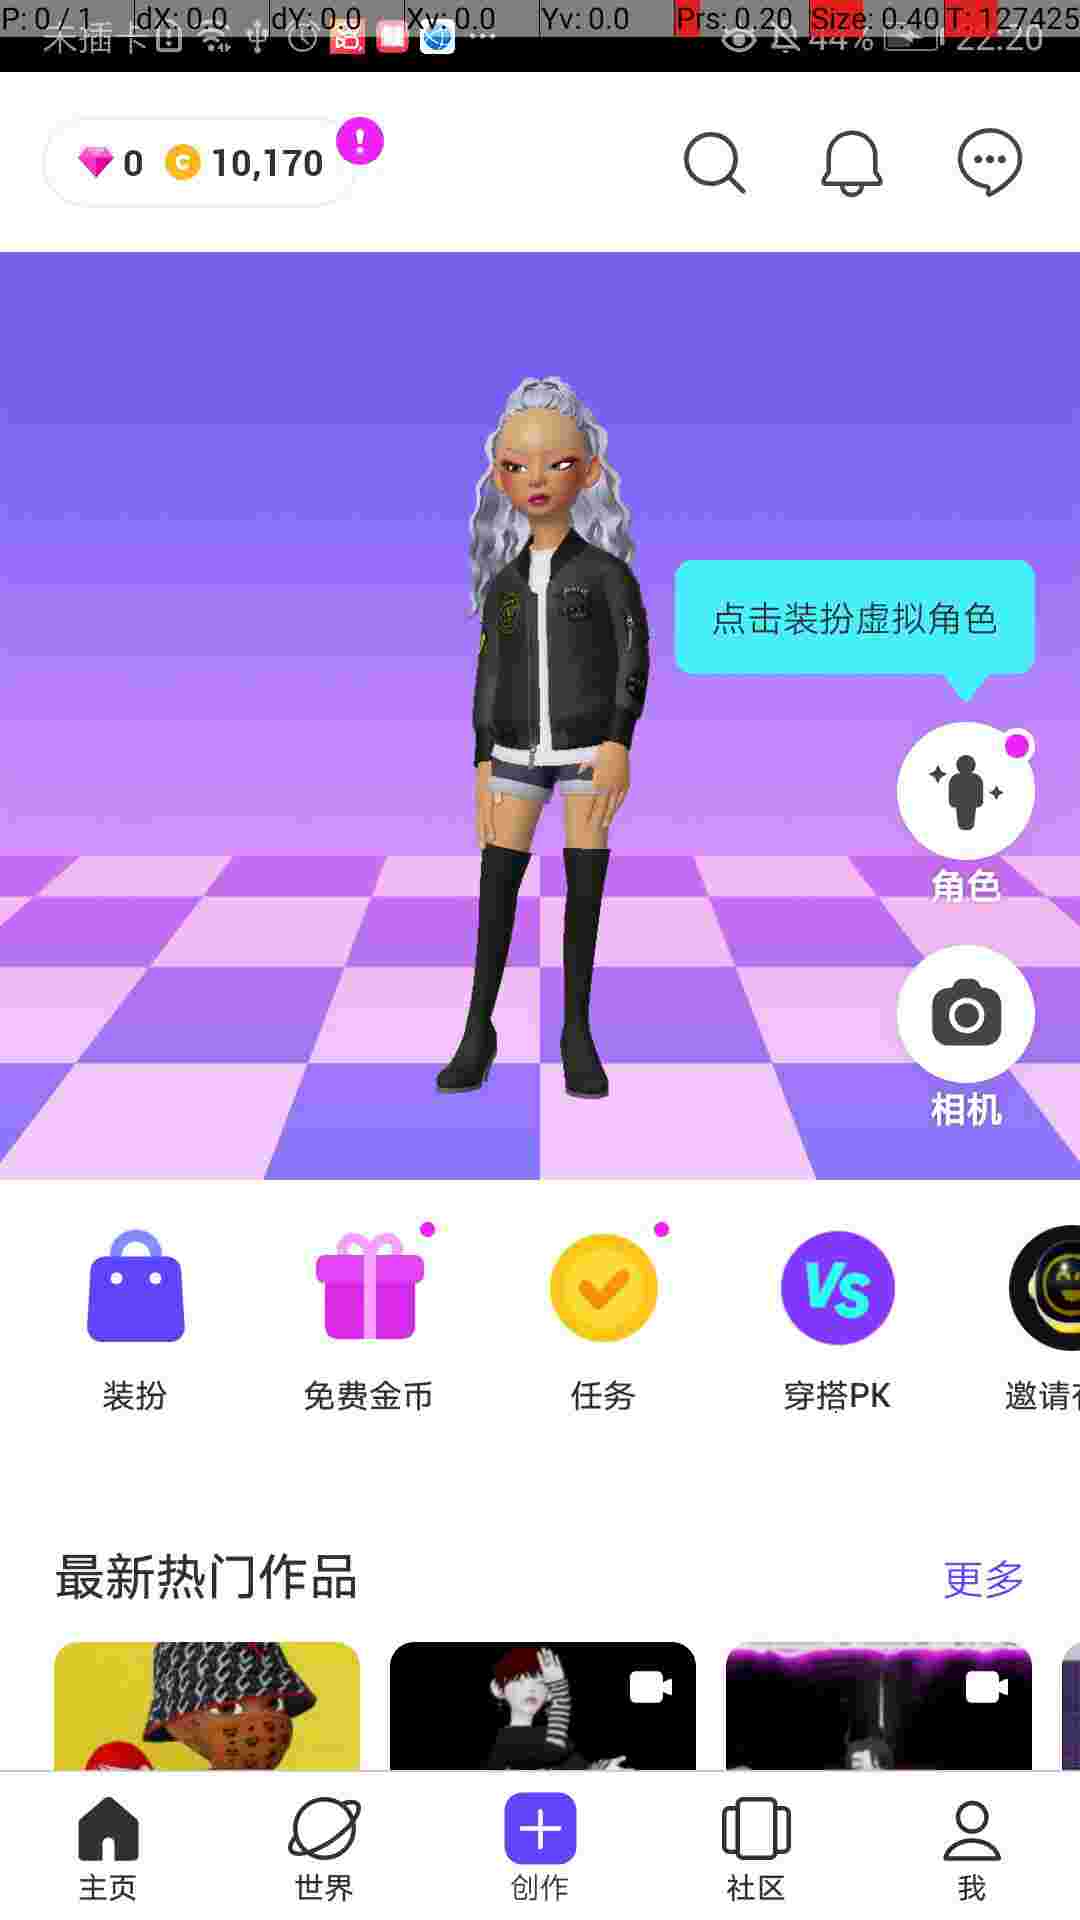 P: 0 / 1 dX: 0.0 dY: 0.0 Xv: 0.0 Yv: 0.0 Prs: 0.20 Size: 0.40 T: 127425
未插卡 44% 22:20
0 C 10,170 !
点击装扮虚拟角色
角色
相机
VS
装扮 免费金币 任务 穿搭PK 邀请
最新热门作品 更多
主页 世界 创作 社区 我